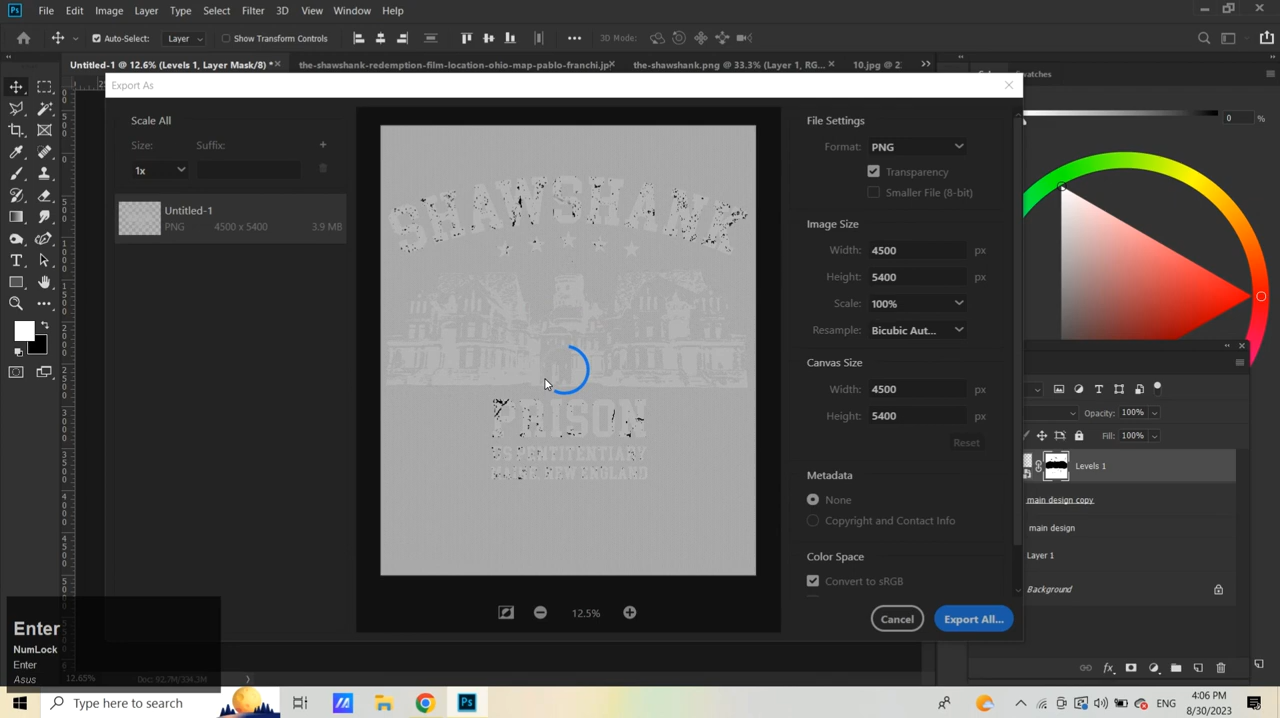 Ps File Edit Image Layer Type Select Filter 3D View Window Help
Auto-Select: Layer Show Transform Controls 3D Mode:
Untitled-1 @ 12.6% (Levels 1, Layer Mask/8) * the-shawshank-redemption-film-location-ohio-map-pablo-franchi.jp the-shawshank.png @ 33.3% (Layer 1, RG 10.jpg @ 2 Swatches
Export As
Scale All
Size: Suffix:
1x
Untitled-1
PNG 4500 x 5400 3.9 MB
SHAWSHANK
PRISON
MAINE NEW ENGLAND
12.5%
File Settings
Format: PNG
Transparency
Smaller File (8-bit)
Image Size
Width: 4500 px
Height: 5400 px
Scale: 100%
Resample: Bicubic Aut...
Canvas Size
Width: 4500 px
Height: 5400 px
Reset
Metadata
None
Copyright and Contact Info
Color Space
Convert to sRGB
Cancel Export All...
0 %
Opacity: 100%
Fill: 100%
Levels 1
main design copy
main design
Layer 1
Background
Enter
NumLock
Enter
Asus
12.65% Doc: 92.7M/334.3M
Type here to search
Ps
ENG
4:06 PM
8/30/2023